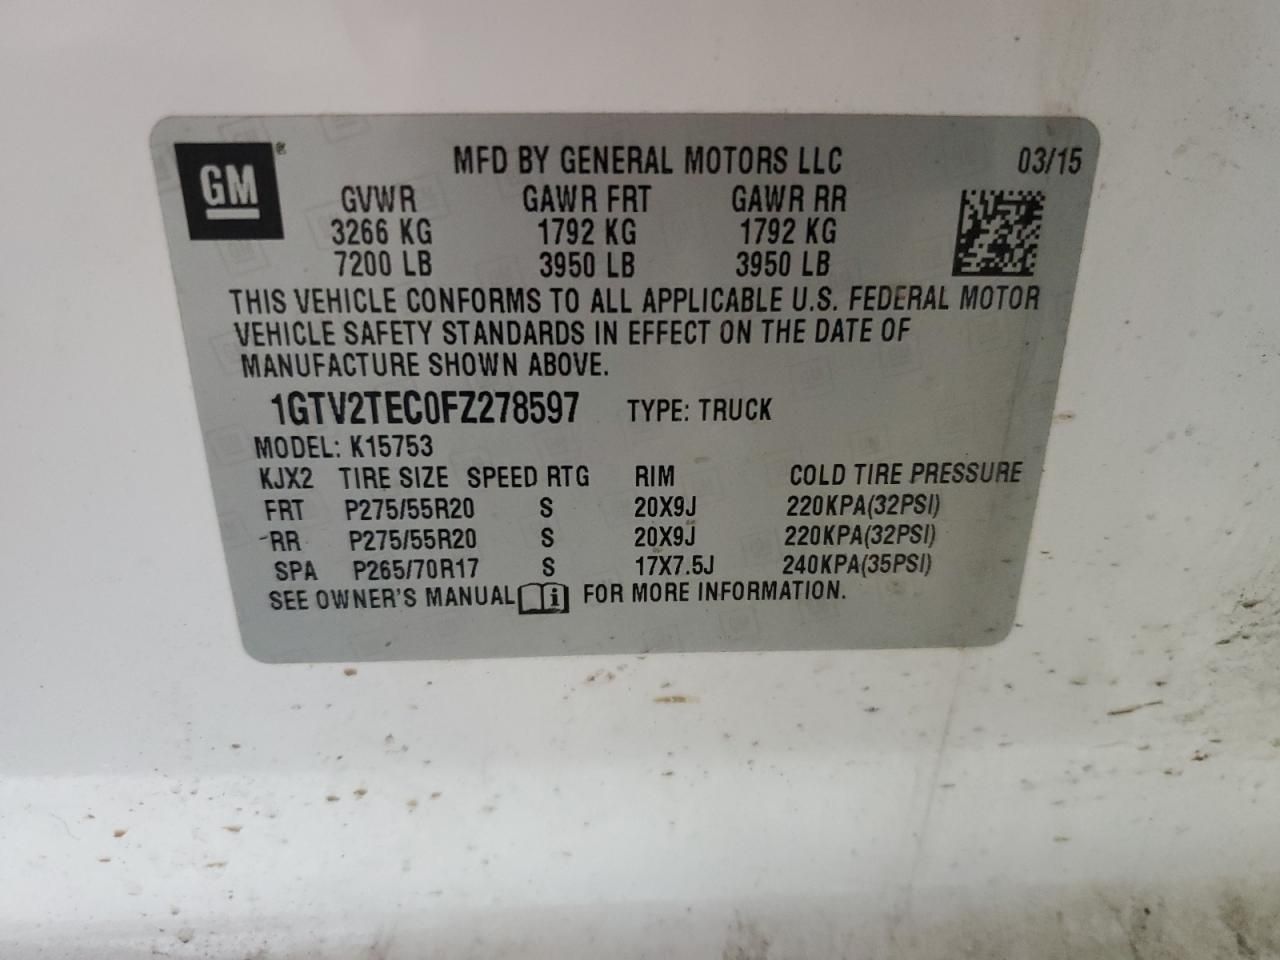 GM®
MFD BY GENERAL MOTORS LLC 03/15
GVWR GAWR FRT GAWR RR
3266 KG 1792 KG 1792 KG
7200 LB 3950 LB 3950 LB
THIS VEHICLE CONFORMS TO ALL APPLICABLE U.S. FEDERAL MOTOR
VEHICLE SAFETY STANDARDS IN EFFECT ON THE DATE OF
MANUFACTURE SHOWN ABOVE.
1GTV2TEC0FZ278597 TYPE: TRUCK
MODEL: K15753
KJX2 TIRE SIZE SPEED RTG RIM COLD TIRE PRESSURE
FRT P275/55R20 S 20X9J 220KPA(32PSI)
RR P275/55R20 S 20X9J 220KPA(32PSI)
SPA P265/70R17 S 17X7.5J 240KPA(35PSI)
SEE OWNER'S MANUAL i FOR MORE INFORMATION.